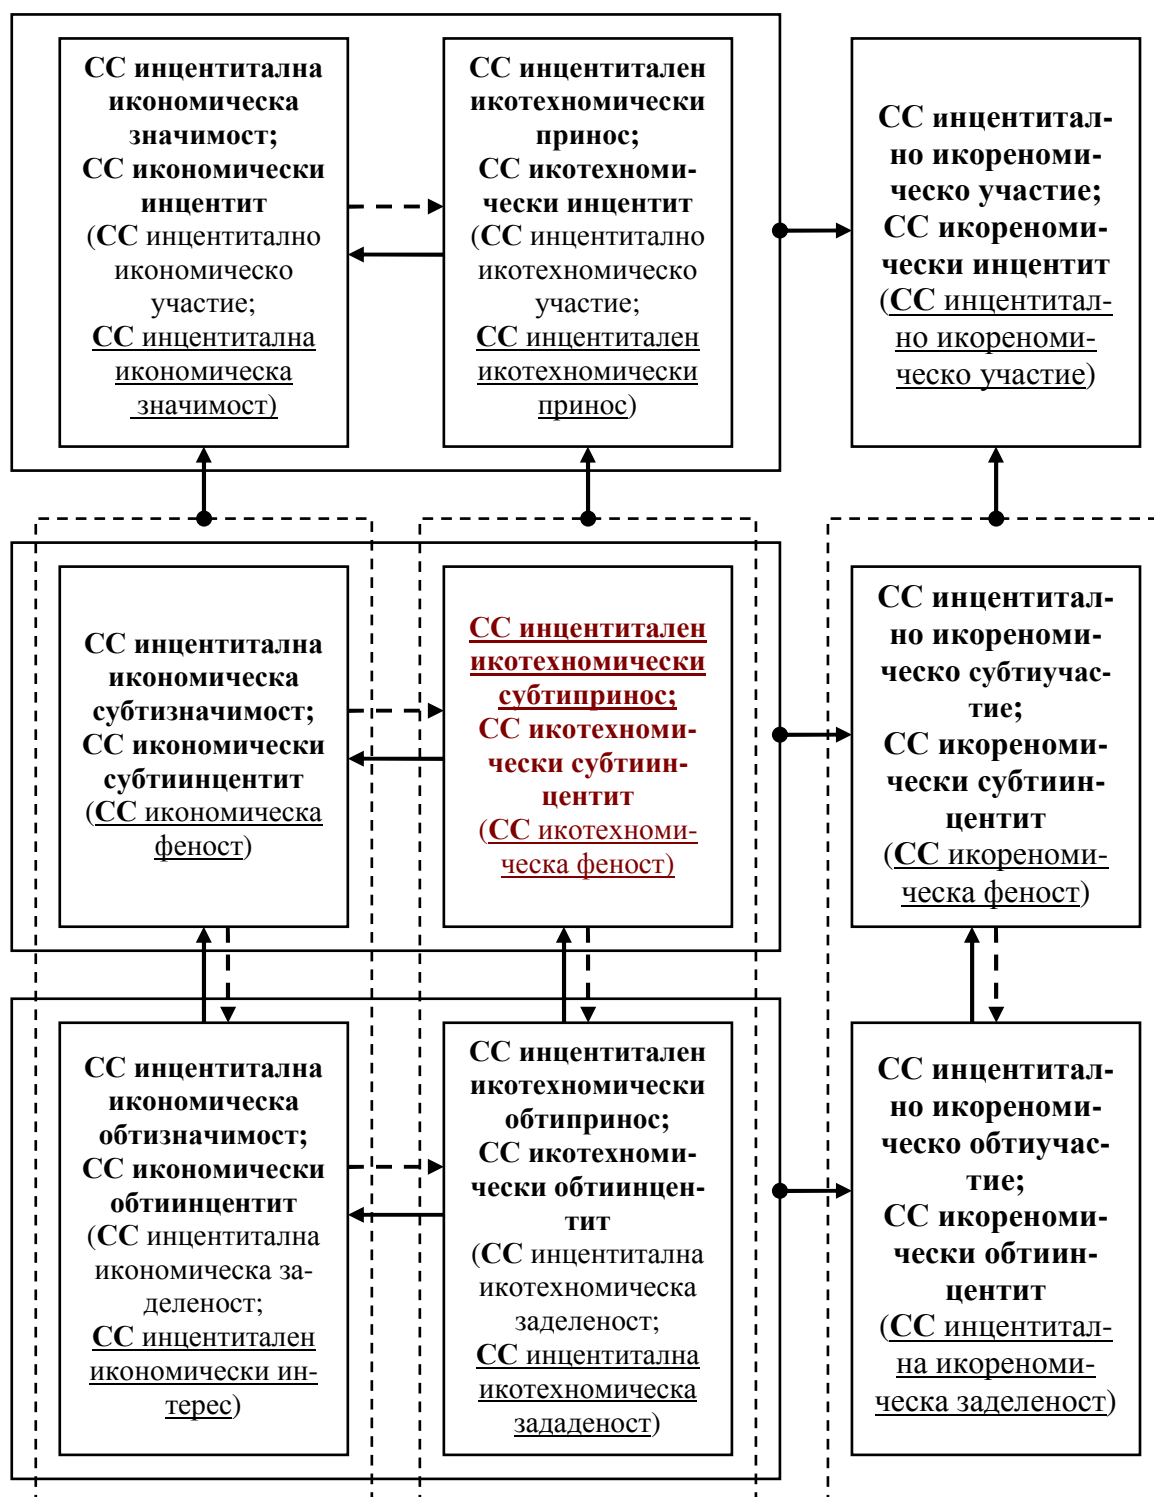 СС инцентитална
икономическа
значимост;
СС икономически
инцентит
(СС инцентитално
икономическо
участие;
СС инцентитална
икономическа
значимост)
СС инцентитален
икотехномически
принос;
СС икотехноми-
чески инцентит
(СС инцентитално
икотехномическо
участие;
СС инцентитален
икотехномически
принос)
СС инцентитал-
но икореноми-
ческо участие;
СС икореноми-
чески инцентит
(СС инцентитал-
но икореноми-
ческо участие)
СС инцентитална
икономическа
субтизначимост;
СС икономически
субтиинцентит
(СС икономическа
феност)
СС инцентитален
икотехномически
субтипринос;
СС икотехноми-
чески субтиин-
центит
(СС икотехноми-
ческа феност)
СС инцентитал-
но икореноми-
ческо субтиучас-
тие;
СС икореноми-
чески субтиин-
центит
(СС икореноми-
ческа феност)
СС инцентитална
икономическа
обтизначимост;
СС икономически
обтиинцентит
(СС инцентитална
икономическа за-
деленост;
СС инцентитален
икономически ин-
терес)
СС инцентитален
икотехномически
обтипринос;
СС икотехноми-
чески обтиинцен-
тит
(СС инцентитална
икотехномическа
заделеност;
СС инцентитална
икотехномическа
зададеност)
СС инцентитал-
но икореноми-
ческо обтиучас-
тие;
СС икореноми-
чески обтиин-
центит
(СС инцентитал-
на икореноми-
ческа заделеност)